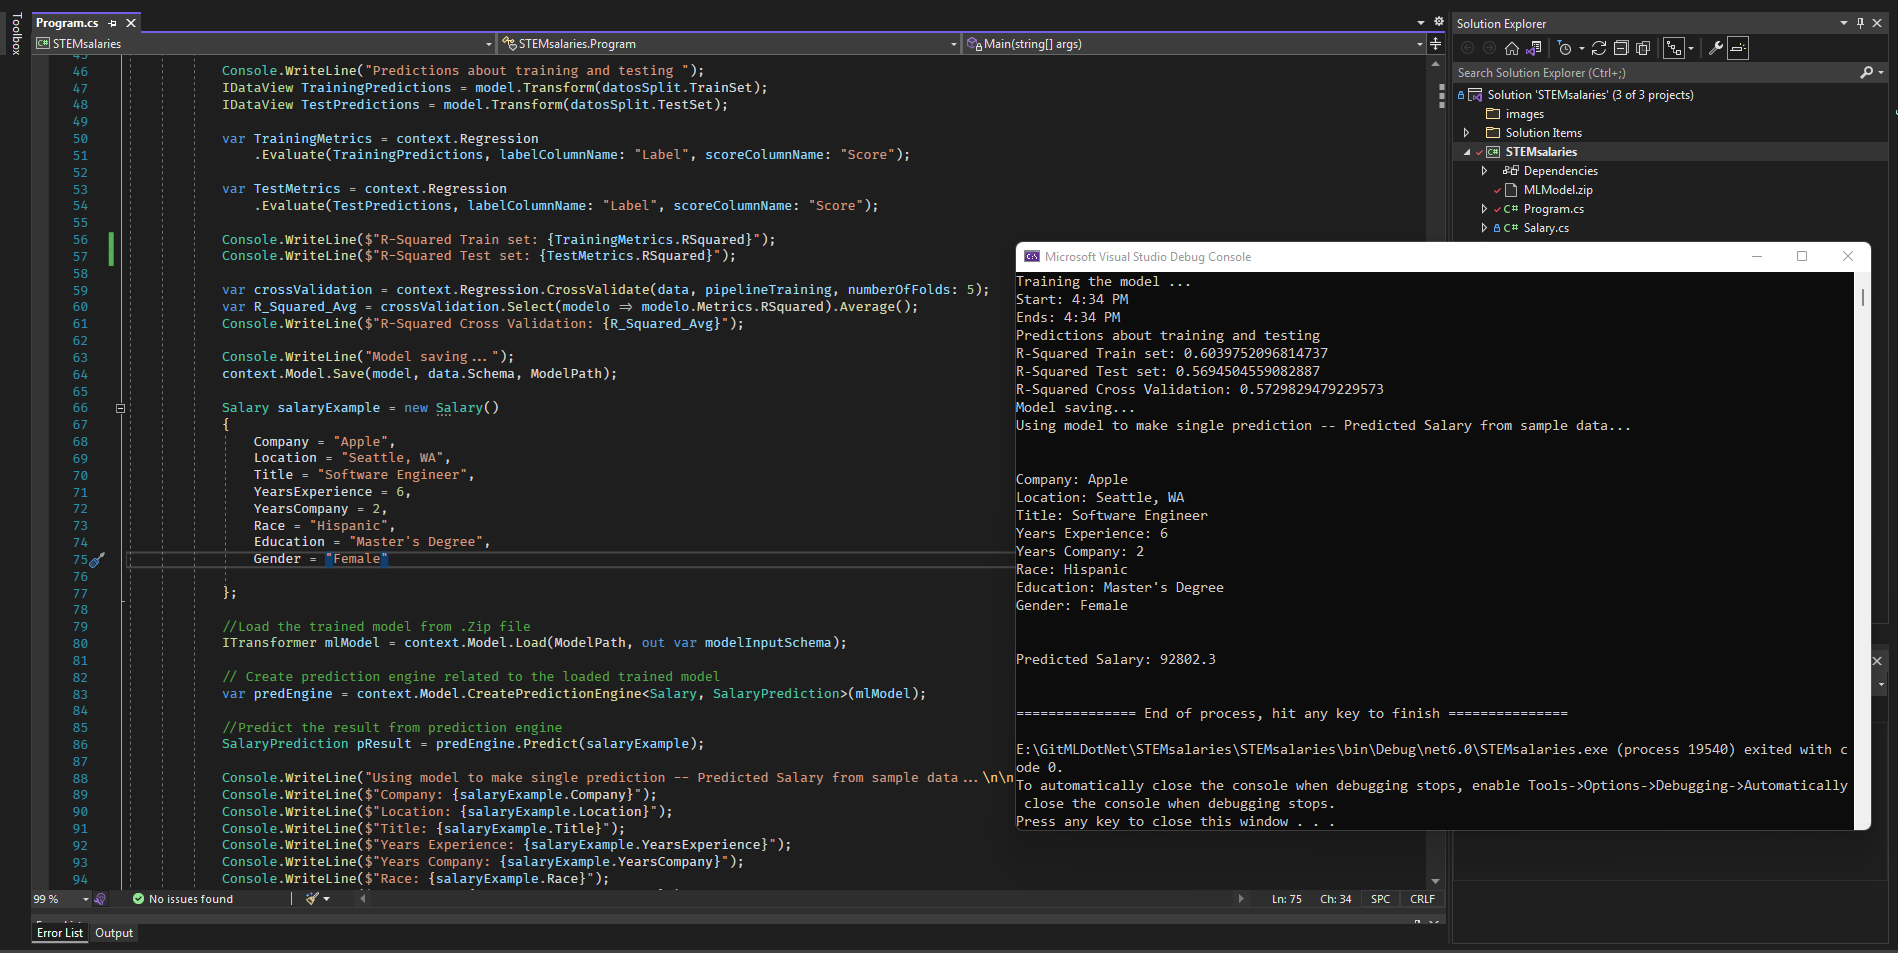 Toolbox
Program.cs
STEMsalaries
STEMsalaries.Program
Main(string[] args)
46 Console.WriteLine("Predictions about training and testing ");
47 IDataView TrainingPredictions = model.Transform(datosSplit.TrainSet);
48 IDataView TestPredictions = model.Transform(datosSplit.TestSet);
49
50 var TrainingMetrics = context.Regression
51 .Evaluate(TrainingPredictions, labelColumnName: "Label", scoreColumnName: "Score");
52
53 var TestMetrics = context.Regression
54 .Evaluate(TestPredictions, labelColumnName: "Label", scoreColumnName: "Score");
55
56 Console.WriteLine($"R-Squared Train set: {TrainingMetrics.RSquared}");
57 Console.WriteLine($"R-Squared Test set: {TestMetrics.RSquared}");
58
59 var crossValidation = context.Regression.CrossValidate(data, pipelineTraining, numberOfFolds: 5);
60 var R_Squared_Avg = crossValidation.Select(modelo => modelo.Metrics.RSquared).Average();
61 Console.WriteLine($"R-Squared Cross Validation: {R_Squared_Avg}");
62
63 Console.WriteLine("Model saving...");
64 context.Model.Save(model, data.Schema, ModelPath);
65
66 Salary salaryExample = new Salary()
67 {
68 Company = "Apple",
69 Location = "Seattle, WA",
70 Title = "Software Engineer",
71 YearsExperience = 6,
72 YearsCompany = 2,
73 Race = "Hispanic",
74 Education = "Master's Degree",
75 Gender = "Female"
76
77 };
78
79 //Load the trained model from .Zip file
80 ITransformer mlModel = context.Model.Load(ModelPath, out var modelInputSchema);
81
82 // Create prediction engine related to the loaded trained model
83 var predEngine = context.Model.CreatePredictionEngine<Salary, SalaryPrediction>(mlModel);
84
85 //Predict the result from prediction engine
86 SalaryPrediction pResult = predEngine.Predict(salaryExample);
87
88 Console.WriteLine("Using model to make single prediction -- Predicted Salary from sample data...\n\n
89 Console.WriteLine($"Company: {salaryExample.Company}");
90 Console.WriteLine($"Location: {salaryExample.Location}");
91 Console.WriteLine($"Title: {salaryExample.Title}");
92 Console.WriteLine($"Years Experience: {salaryExample.YearsExperience}");
93 Console.WriteLine($"Years Company: {salaryExample.YearsCompany}");
94 Console.WriteLine($"Race: {salaryExample.Race}");
99 %
No issues found
Ln: 75 Ch: 34 SPC CRLF
Error List Output
Solution Explorer
Search Solution Explorer (Ctrl+;)
Solution 'STEMsalaries' (3 of 3 projects)
images
Solution Items
C# STEMsalaries
Dependencies
MLModel.zip
C# Program.cs
C# Salary.cs
Microsoft Visual Studio Debug Console
Training the model ...
Start: 4:34 PM
Ends: 4:34 PM
Predictions about training and testing
R-Squared Train set: 0.6039752096814737
R-Squared Test set: 0.5694504559082887
R-Squared Cross Validation: 0.5729829479229573
Model saving...
Using model to make single prediction -- Predicted Salary from sample data...
Company: Apple
Location: Seattle, WA
Title: Software Engineer
Years Experience: 6
Years Company: 2
Race: Hispanic
Education: Master's Degree
Gender: Female
Predicted Salary: 92802.3
=============== End of process, hit any key to finish ===============
E:\GitMLDotNet\STEMsalaries\STEMsalaries\bin\Debug\net6.0\STEMsalaries.exe (process 19540) exited with c
ode 0.
To automatically close the console when debugging stops, enable Tools->Options->Debugging->Automatically
close the console when debugging stops.
Press any key to close this window . . .